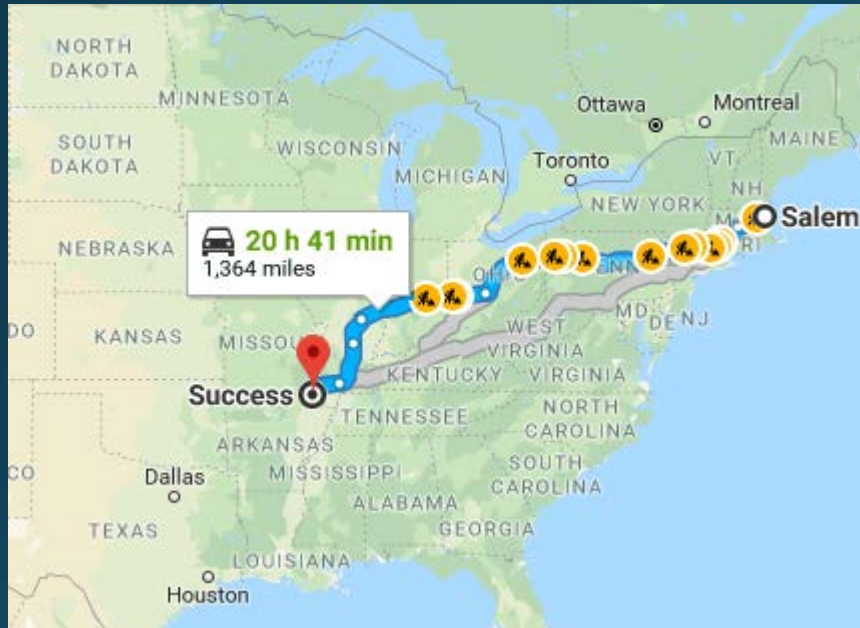 NORTH
DAKOTA
MINNESOTA
Ottawa
Montreal
MAINE
SOUTH
DAKOTA
WISCONSIN
Toronto
VT
MICHIGAN
NH
NEW YORK
Salem
20 h 41 min
1,364 miles
NEBRASKA
RI
KANSAS
MISSOU
WEST
VIRGINIA
MD
DE
NJ
KENTUCKY
VIRGINIA
Success
TENNESSEE
NORTH
CAROLINA
ARKANSAS
MISSISSIPPI
SOUTH
CAROLINA
Dallas
ALABAMA
GEORGIA
TEXAS
LOUISIANA
Houston